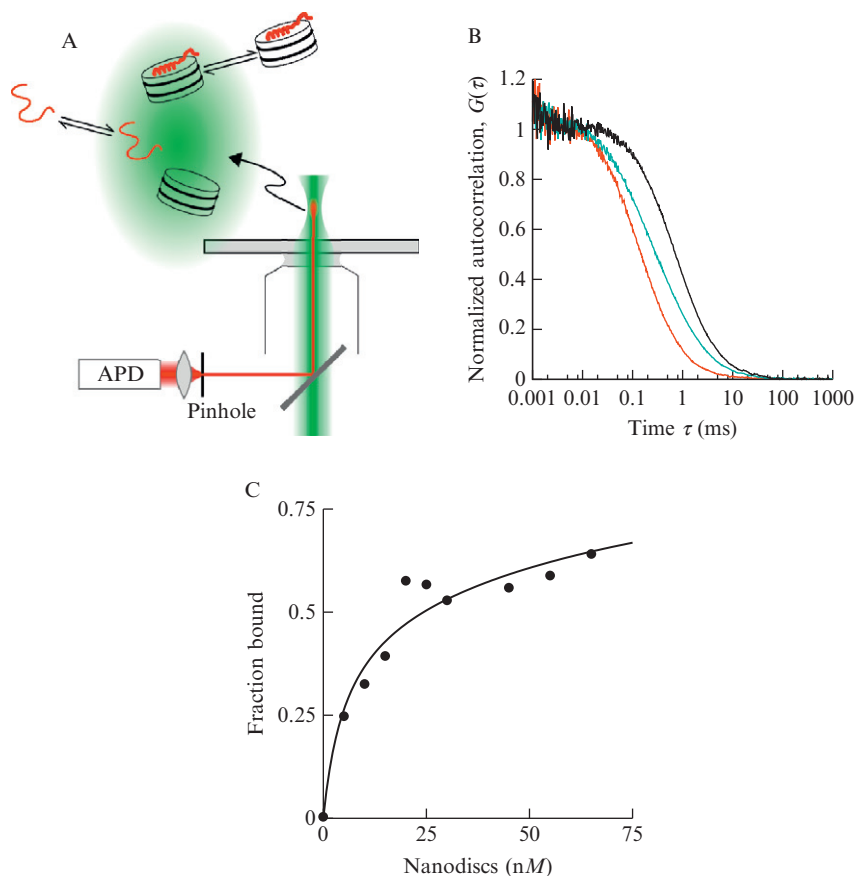 A
APD
Pinhole
B
Normalized autocorrelation, G(τ)
1.2
1
0.8
0.6
0.4
0.2
0
0.001 0.01 0.1 1 10 100 1000
Time τ (ms)
C
Fraction bound
0.75
0.5
0.25
0
0 25 50 75
Nanodiscs (nM)